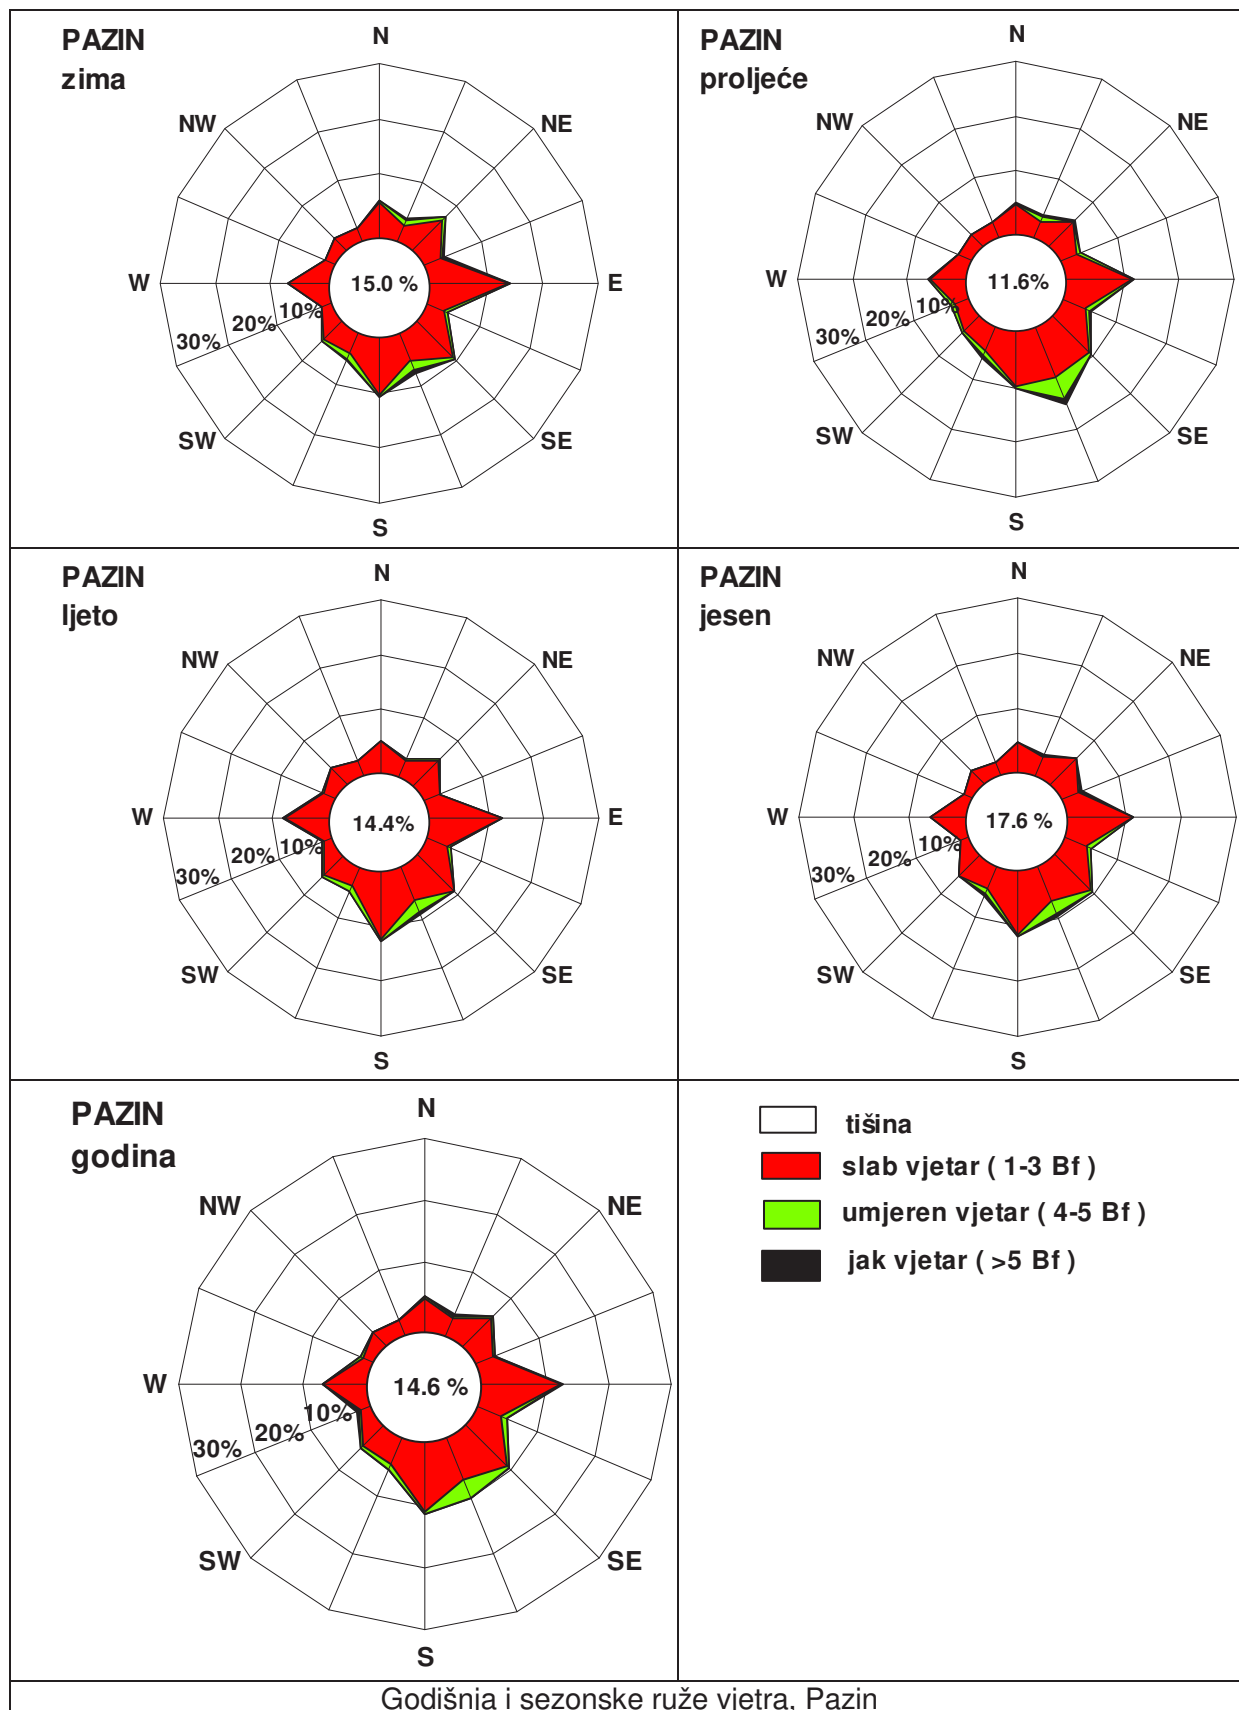 PAZIN
zima
N
NE
E
SE
S
SW
W
NW
15.0 %
10%
20%
30%
PAZIN
proljeće
N
NE
SE
S
SW
W
NW
11.6%
10%
20%
30%
PAZIN
ljeto
N
NE
E
SE
S
SW
W
NW
14.4%
10%
20%
30%
PAZIN
jesen
N
NE
SE
S
SW
W
NW
17.6 %
10%
20%
30%
PAZIN
godina
N
NE
SE
S
SW
W
NW
14.6 %
10%
20%
30%
tišina
slab vjetar ( 1-3 Bf )
umjeren vjetar ( 4-5 Bf )
jak vjetar ( >5 Bf )
Godišnja i sezonske ruže vjetra, Pazin